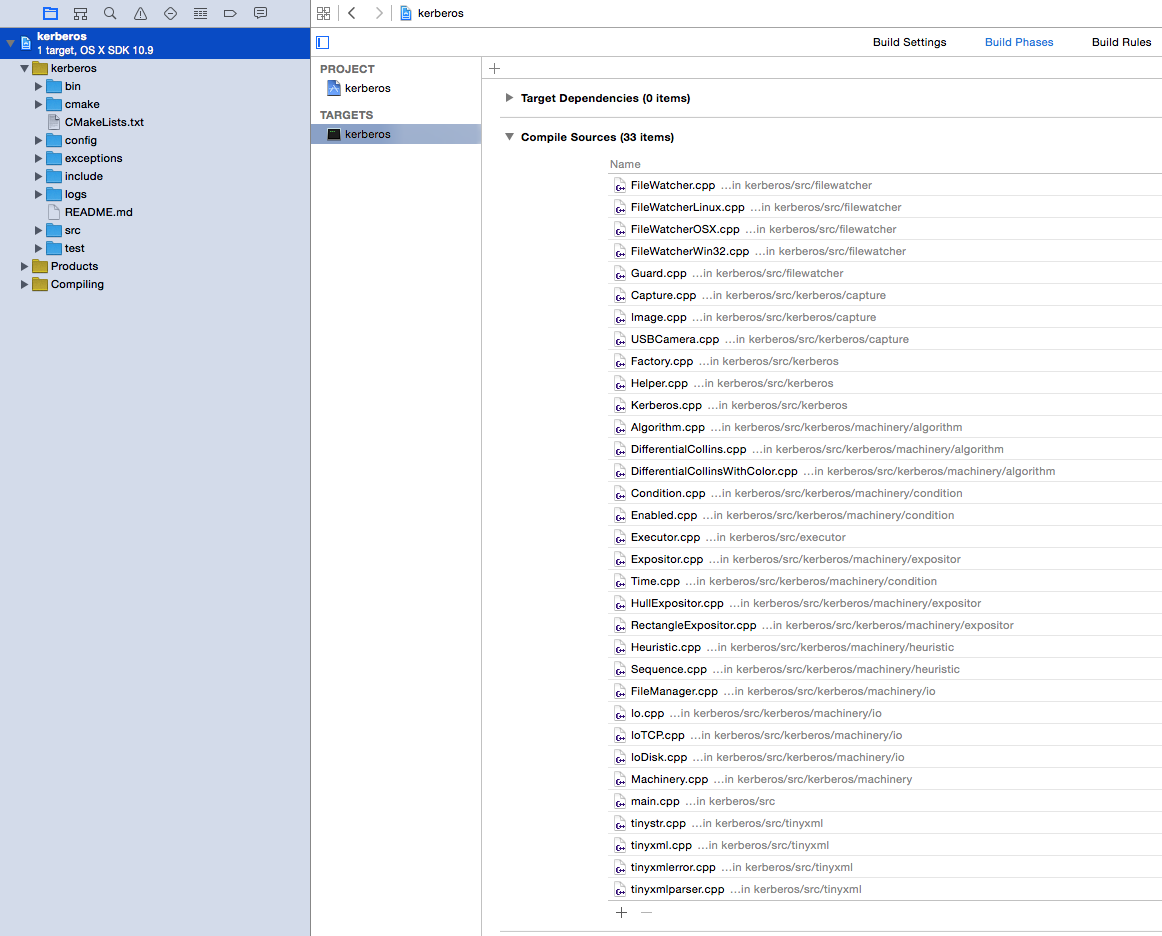 kerberos
Build Settings Build Phases Build Rules
kerberos
1 target, OS X SDK 10.9
kerberos
bin
cmake
CMakeLists.txt
config
exceptions
include
logs
README.md
src
test
Products
Compiling
PROJECT
kerberos
TARGETS
kerberos
Target Dependencies (0 items)
Compile Sources (33 items)
Name
FileWatcher.cpp ...in kerberos/src/filewatcher
FileWatcherLinux.cpp ...in kerberos/src/filewatcher
FileWatcherOSX.cpp ...in kerberos/src/filewatcher
FileWatcherWin32.cpp ...in kerberos/src/filewatcher
Guard.cpp ...in kerberos/src/filewatcher
Capture.cpp ...in kerberos/src/kerberos/capture
Image.cpp ...in kerberos/src/kerberos/capture
USBCamera.cpp ...in kerberos/src/kerberos/capture
Factory.cpp ...in kerberos/src/kerberos
Helper.cpp ...in kerberos/src/kerberos
Kerberos.cpp ...in kerberos/src/kerberos
Algorithm.cpp ...in kerberos/src/kerberos/machinery/algorithm
DifferentialCollins.cpp ...in kerberos/src/kerberos/machinery/algorithm
DifferentialCollinsWithColor.cpp ...in kerberos/src/kerberos/machinery/algorithm
Condition.cpp ...in kerberos/src/kerberos/machinery/condition
Enabled.cpp ...in kerberos/src/kerberos/machinery/condition
Executor.cpp ...in kerberos/src/executor
Expositor.cpp ...in kerberos/src/kerberos/machinery/expositor
Time.cpp ...in kerberos/src/kerberos/machinery/condition
HullExpositor.cpp ...in kerberos/src/kerberos/machinery/expositor
RectangleExpositor.cpp ...in kerberos/src/kerberos/machinery/expositor
Heuristic.cpp ...in kerberos/src/kerberos/machinery/heuristic
Sequence.cpp ...in kerberos/src/kerberos/machinery/heuristic
FileManager.cpp ...in kerberos/src/kerberos/machinery/io
Io.cpp ...in kerberos/src/kerberos/machinery/io
IoTCP.cpp ...in kerberos/src/kerberos/machinery/io
IoDisk.cpp ...in kerberos/src/kerberos/machinery/io
Machinery.cpp ...in kerberos/src/kerberos/machinery
main.cpp ...in kerberos/src
tinystr.cpp ...in kerberos/src/tinyxml
tinyxml.cpp ...in kerberos/src/tinyxml
tinyxmlerror.cpp ...in kerberos/src/tinyxml
tinyxmlparser.cpp ...in kerberos/src/tinyxml